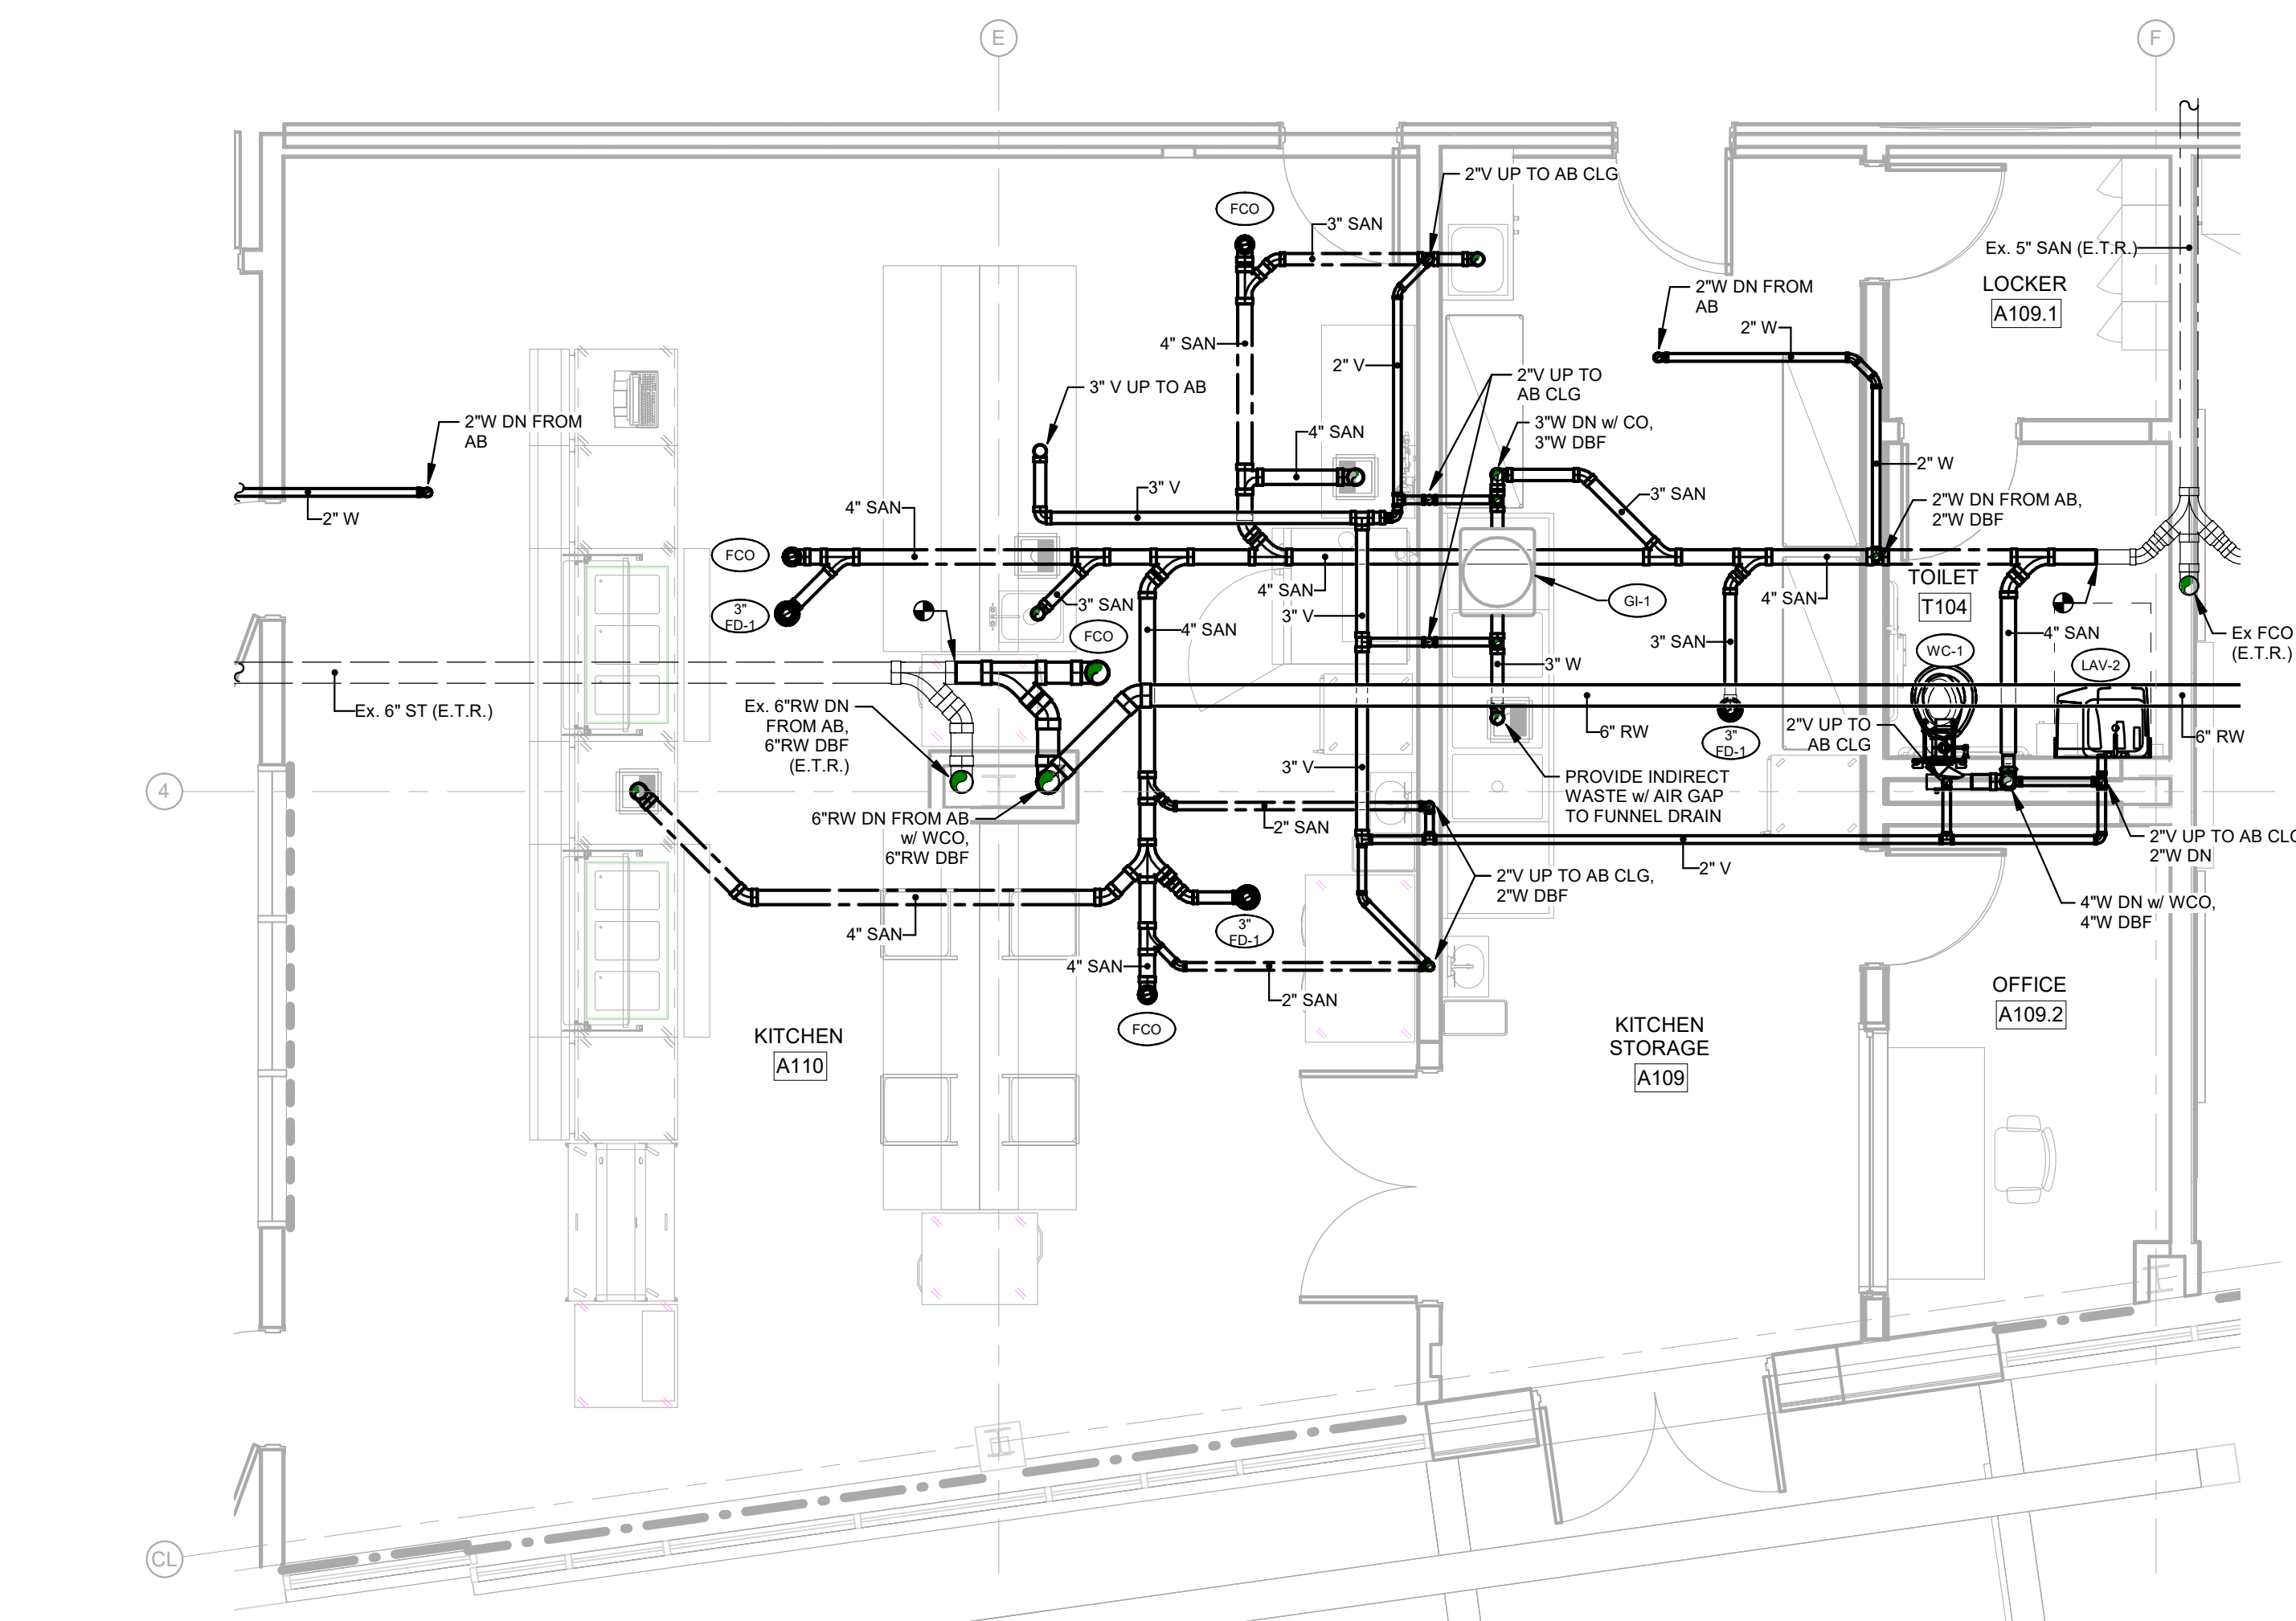 E
F
2"V UP TO AB CLG
FCO
3" SAN
Ex. 5" SAN (E.T.R.)
LOCKER
A109.1
2"W DN FROM
AB
2" W
4" SAN
2" V
3" V UP TO AB
2"V UP TO
AB CLG
3"W DN w/ CO,
3"W DBF
2"W DN FROM
AB
4" SAN
2" W
3" V
3" SAN
2" W
4" SAN
2"W DN FROM AB,
2"W DBF
FCO
TOILET
T104
4" SAN
GI-1
4" SAN
3"
FD-1
3" SAN
3" V
FCO
4" SAN
3" SAN
4" SAN
Ex FCO
(E.T.R.)
WC-1
LAV-2
3" W
Ex. 6" ST (E.T.R.)
Ex. 6"RW DN
FROM AB,
6"RW DBF
(E.T.R.)
6" RW
3"
FD-1
2"V UP TO
AB CLG
6" RW
3" V
PROVIDE INDIRECT
WASTE w/ AIR GAP
TO FUNNEL DRAIN
4
6"RW DN FROM AB
w/ WCO,
6"RW DBF
2" SAN
2"V UP TO AB CLG
2"W DN
2" V
2"V UP TO AB CLG,
2"W DBF
4"W DN w/ WCO,
4"W DBF
4" SAN
3"
FD-1
4" SAN
2" SAN
FCO
OFFICE
A109.2
KITCHEN
A110
KITCHEN
STORAGE
A109
CL